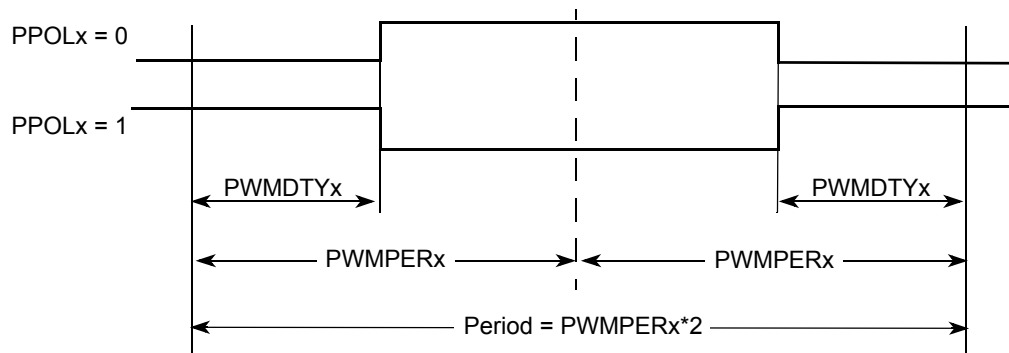 PPOLx = 0
PPOLx = 1
PWMDTYx
PWMDTYx
PWMPERx
PWMPERx
Period = PWMPERx*2